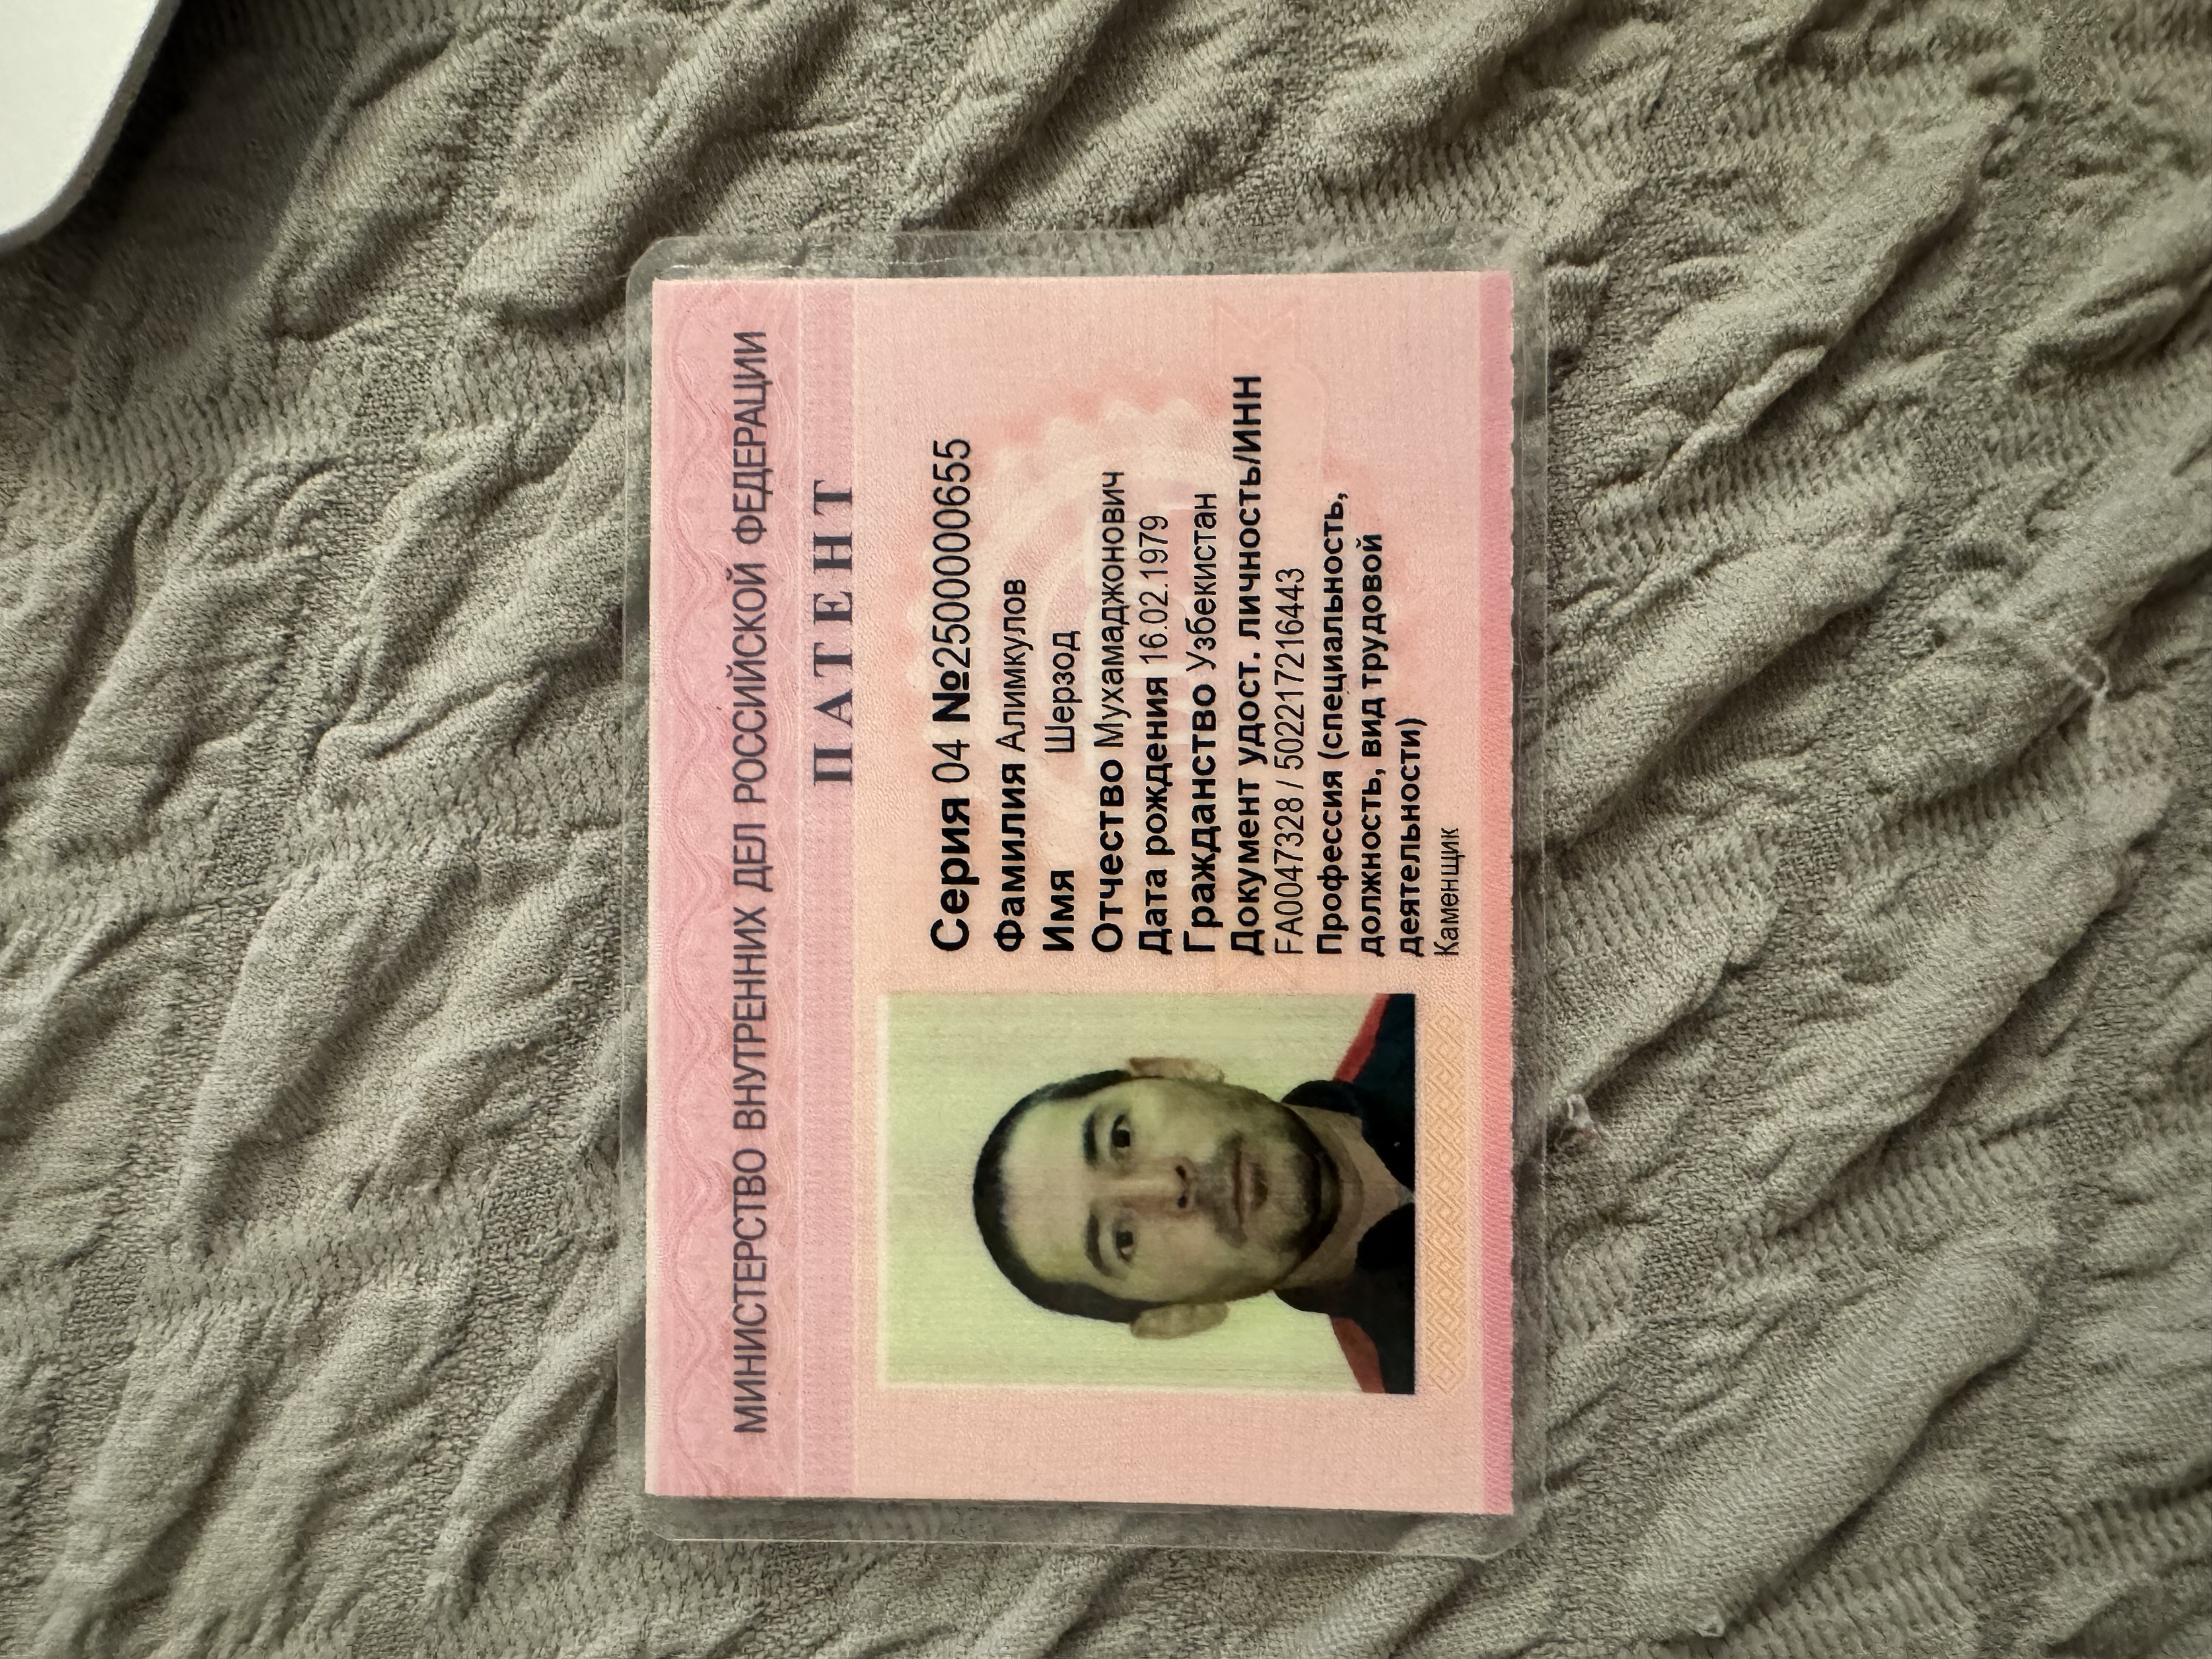 МИНИСТЕРСТВО ВНУТРЕННИХ ДЕЛ РОССИЙСКОЙ ФЕДЕРАЦИИ
ПАТЕНТ
Серия 04 №2500000655
Фамилия Алимкулов
Имя Шерзод
Отчество Мухамаджонович
Дата рождения 16.02.1979
Гражданство Узбекистан
Документ удост. личность/ИНН
FA0047328 / 502217216443
Профессия (специальность,
должность, вид трудовой
деятельности)
Каменщик